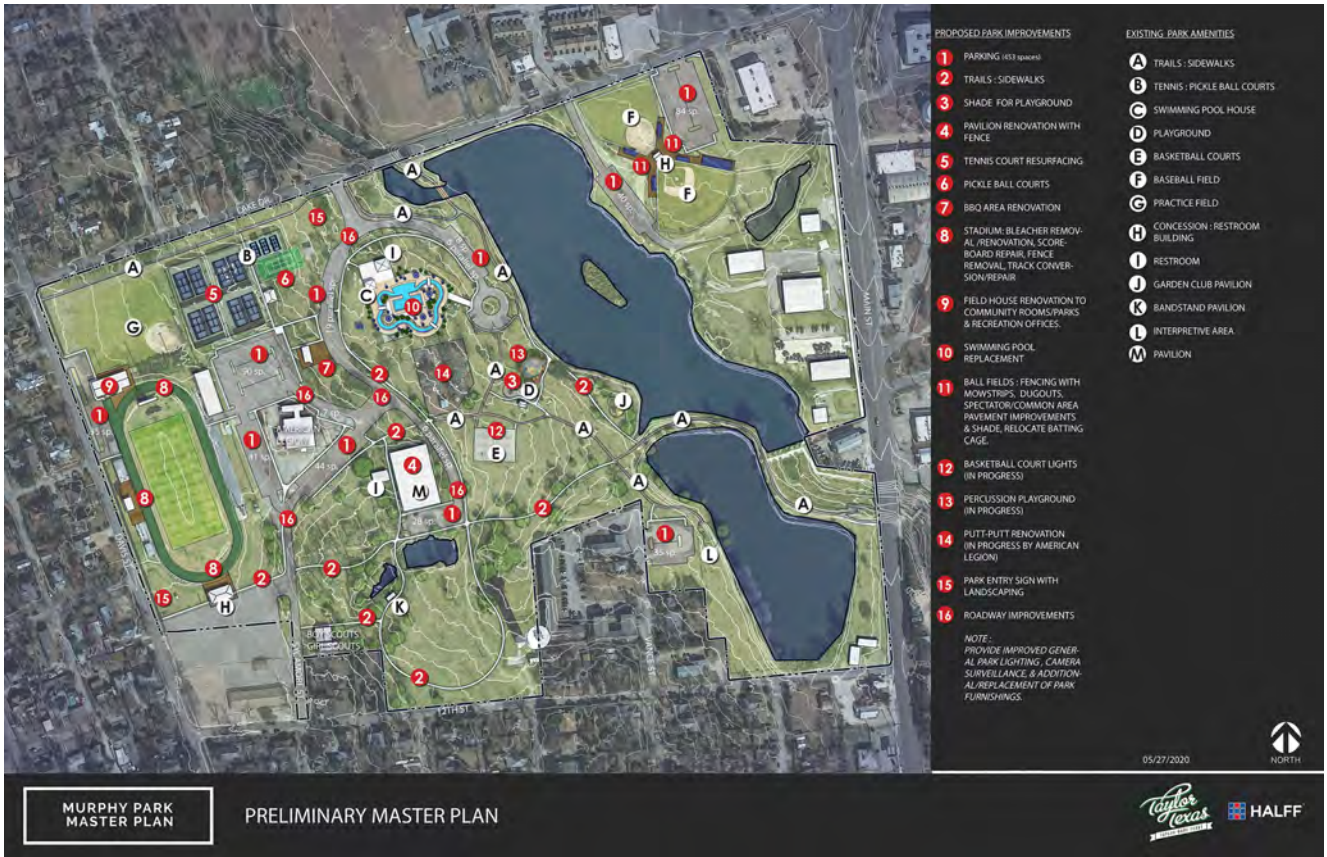 PROPOSED PARK IMPROVEMENTS
1 PARKING (453 spaces)
2 TRAILS : SIDEWALKS
3 SHADE FOR PLAYGROUND
4 PAVILION RENOVATION WITH
FENCE
5 TENNIS COURT RESURFACING
6 PICKLE BALL COURTS
7 BBQ AREA RENOVATION
8 STADIUM: BLEACHER REMOV-
AL /RENOVATION, SCORE-
BOARD REPAIR, FENCE
REMOVAL, TRACK CONVER-
SION/REPAIR
9 FIELD HOUSE RENOVATION TO
COMMUNITY ROOMS/PARKS
& RECREATION OFFICES.
10 SWIMMING POOL
REPLACEMENT
11 BALL FIELDS : FENCING WITH
MOWSTRIPS, DUGOUTS,
SPECTATOR/COMMON AREA
PAVEMENT IMPROVEMENTS
& SHADE, RELOCATE BATTING
CAGE.
12 BASKETBALL COURT LIGHTS
(IN PROGRESS)
13 PERCUSSION PLAYGROUND
(IN PROGRESS)
14 PUTT-PUTT RENOVATION
(IN PROGRESS BY AMERICAN
LEGION)
15 PARK ENTRY SIGN WITH
LANDSCAPING
16 ROADWAY IMPROVEMENTS
NOTE :
PROVIDE IMPROVED GENER-
AL PARK LIGHTING , CAMERA
SURVEILLANCE, & ADDITION-
AL/REPLACEMENT OF PARK
FURNISHINGS.
EXISTING PARK AMENITIES
A TRAILS : SIDEWALKS
B TENNIS : PICKLE BALL COURTS
C SWIMMING POOL HOUSE
D PLAYGROUND
E BASKETBALL COURTS
F BASEBALL FIELD
G PRACTICE FIELD
H CONCESSION : RESTROOM
BUILDING
I RESTROOM
J GARDEN CLUB PAVILION
K BANDSTAND PAVILION
L INTERPRETIVE AREA
M PAVILION
LAKE DR.
MAIN ST
84 sp.
90 sp.
44 sp.
28 sp.
12TH ST.
05/27/2020
NORTH
MURPHY PARK
MASTER PLAN
PRELIMINARY MASTER PLAN
Taylor
Texas
HALFF